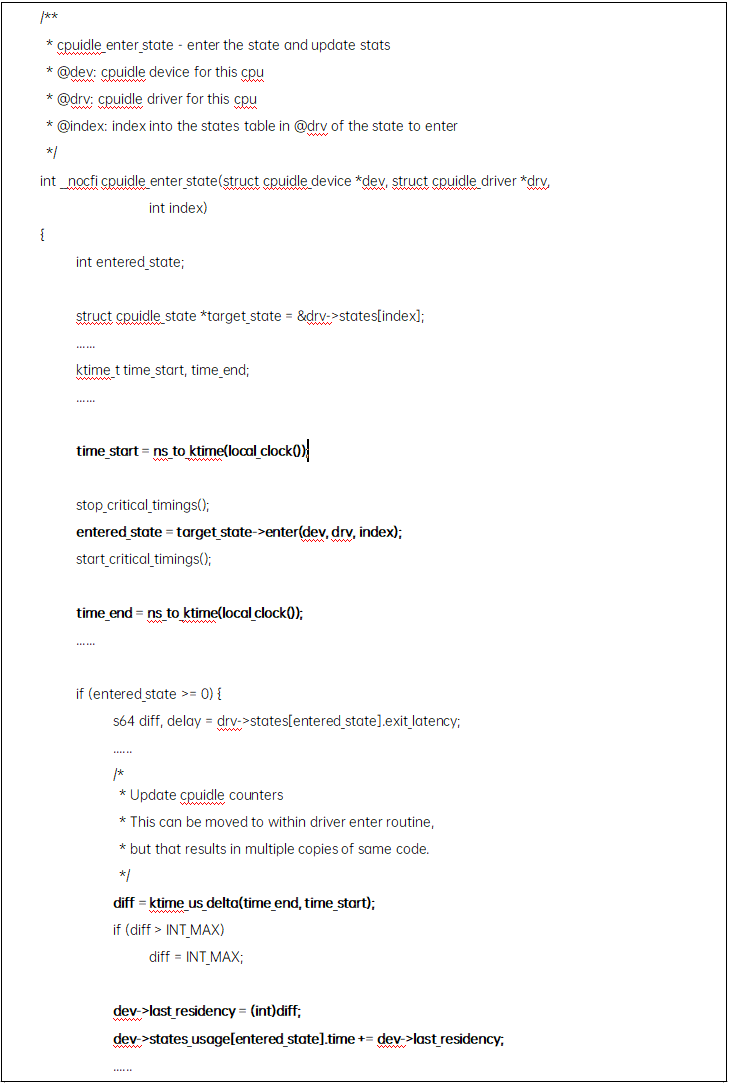 /**
 * cpuidle_enter_state - enter the state and update stats
 * @dev: cpuidle device for this cpu
 * @drv: cpuidle driver for this cpu
 * @index: index into the states table in @drv of the state to enter
 */
int _nocfi cpuidle_enter_state(struct cpuidle_device *dev, struct cpuidle_driver *drv,
int index)
{
int entered_state;
struct cpuidle_state *target_state = &drv->states[index];
......
ktime_t time_start, time_end;
......
time_start = ns_to_ktime(local_clock());
stop_critical_timings();
entered_state = target_state->enter(dev, drv, index);
start_critical_timings();
time_end = ns_to_ktime(local_clock());
......
if (entered_state >= 0) {
s64 diff, delay = drv->states[entered_state].exit_latency;
......
/*
 * Update cpuidle counters
 * This can be moved to within driver enter routine,
 * but that results in multiple copies of same code.
 */
diff = ktime_us_delta(time_end, time_start);
if (diff > INT_MAX)
diff = INT_MAX;
dev->last_residency = (int)diff;
dev->states_usage[entered_state].time += dev->last_residency;
......